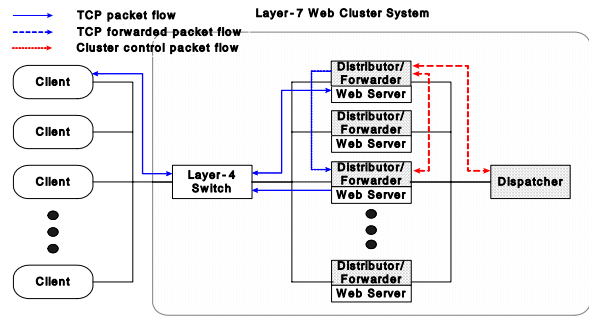 TCP packet flow
Layer-7 Web Cluster System
TCP forwarded packet flow
Cluster control packet flow
Client
Distributor/
Forwarder
Web Server
Client
Distributor/
Forwarder
Web Server
Client
Layer-4
Switch
Distributor/
Forwarder
Web Server
Dispatcher
Client
Distributor/
Forwarder
Web Server